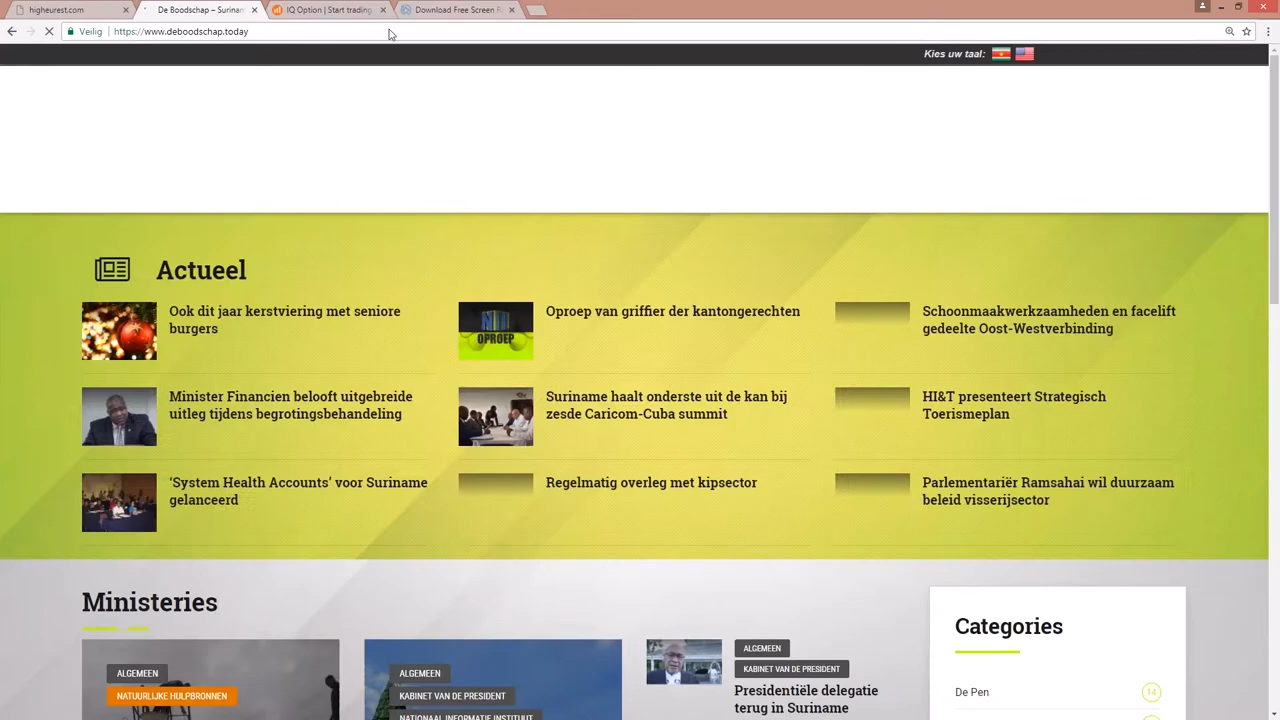 higheurest.com
De Boodschap – Surinan
IQ Option | Start trading
Download Free Screen R
Veilig
https://www.deboodschap.today
Kies uw taal:
Actueel
Ook dit jaar kerstviering met seniore
burgers
OPROEP
Oproep van griffier der kantongerechten
Schoonmaakwerkzaamheden en facelift
gedeelte Oost-Westverbinding
Minister Financien belooft uitgebreide
uitleg tijdens begrotingsbehandeling
Suriname haalt onderste uit de kan bij
zesde Caricom-Cuba summit
HI&T presenteert Strategisch
Toerismeplan
‘System Health Accounts’ voor Suriname
gelanceerd
Regelmatig overleg met kipsector
Parlementariër Ramsahai wil duurzaam
beleid visserijsector
Ministeries
ALGEMEEN
NATUURLIJKE HULPBRONNEN
ALGEMEEN
KABINET VAN DE PRESIDENT
NATIONAAL INFORMATIE INSTITUUT
ALGEMEEN
KABINET VAN DE PRESIDENT
Presidentiële delegatie
terug in Suriname
Categories
De Pen
14